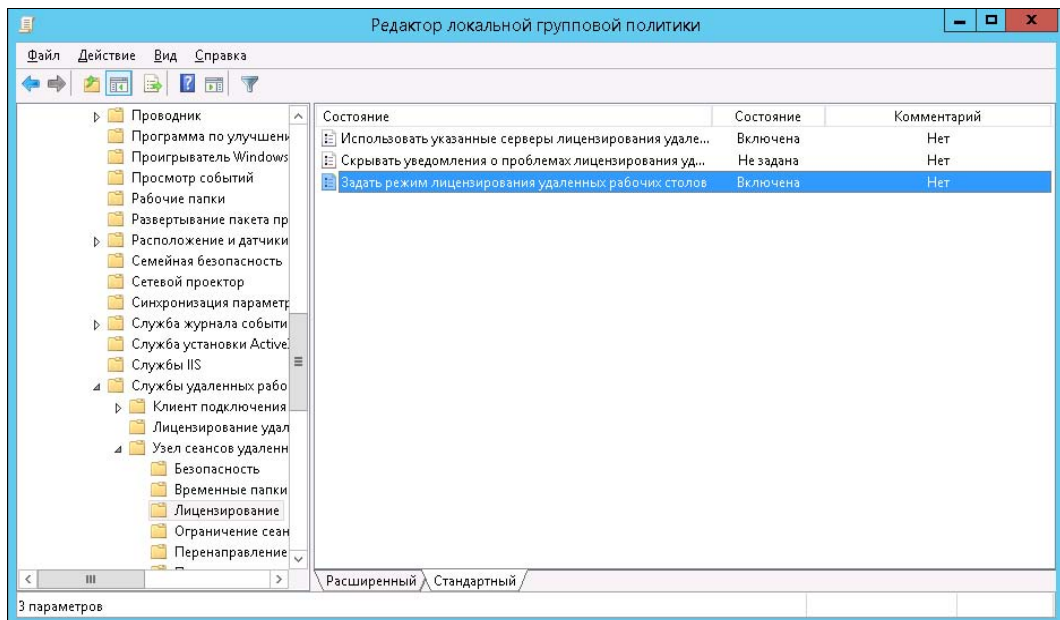 Редактор локальной групповой политики
Файл Действие Вид Справка
Проводник
Программа по улучшени
Проигрыватель Windows
Просмотр событий
Рабочие папки
Развертывание пакета пр
Расположение и датчики
Семейная безопасность
Сетевой проектор
Синхронизация параметр
Служба журнала событи
Служба установки Active
Службы IIS
Службы удаленных рабо
Клиент подключения
Лицензирование удал
Узел сеансов удаленн
Безопасность
Временные папки
Лицензирование
Ограничение сеан
Перенаправление
Состояние Состояние Комментарий
Использовать указанные серверы лицензирования удале... Включена Нет
Скрывать уведомления о проблемах лицензирования уд... Не задана Нет
Задать режим лицензирования удаленных рабочих столов Включена Нет
Расширенный Стандартный
3 параметров